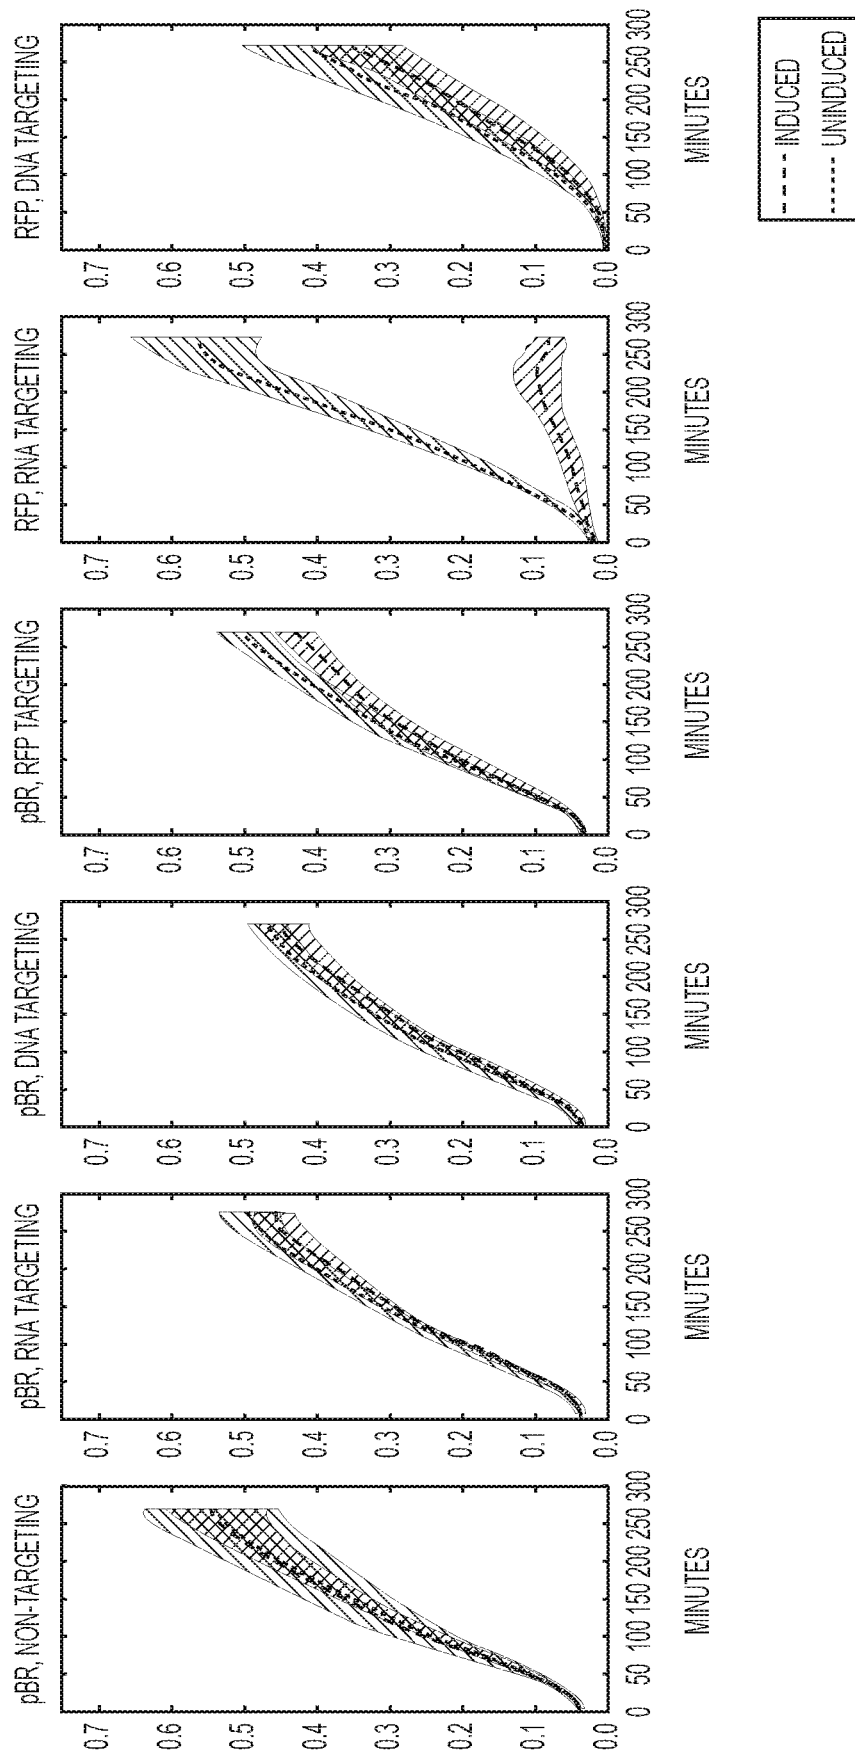 pBR, NON-TARGETING
0.7
0.6
0.5
0.4
0.3
0.2
0.1
0.0
0 50 100 150 200 250 300
MINUTES
pBR, RNA TARGETING
0.7
0.6
0.5
0.4
0.3
0.2
0.1
0.0
0 50 100 150 200 250 300
MINUTES
pBR, DNA TARGETING
0.7
0.6
0.5
0.4
0.3
0.2
0.1
0.0
0 50 100 150 200 250 300
MINUTES
pBR, RFP TARGETING
0.7
0.6
0.5
0.4
0.3
0.2
0.1
0.0
0 50 100 150 200 250 300
MINUTES
RFP, RNA TARGETING
0.7
0.6
0.5
0.4
0.3
0.2
0.1
0.0
0 50 100 150 200 250 300
MINUTES
RFP, DNA TARGETING
0.7
0.6
0.5
0.4
0.3
0.2
0.1
0.0
0 50 100 150 200 250 300
MINUTES
INDUCED
UNINDUCED